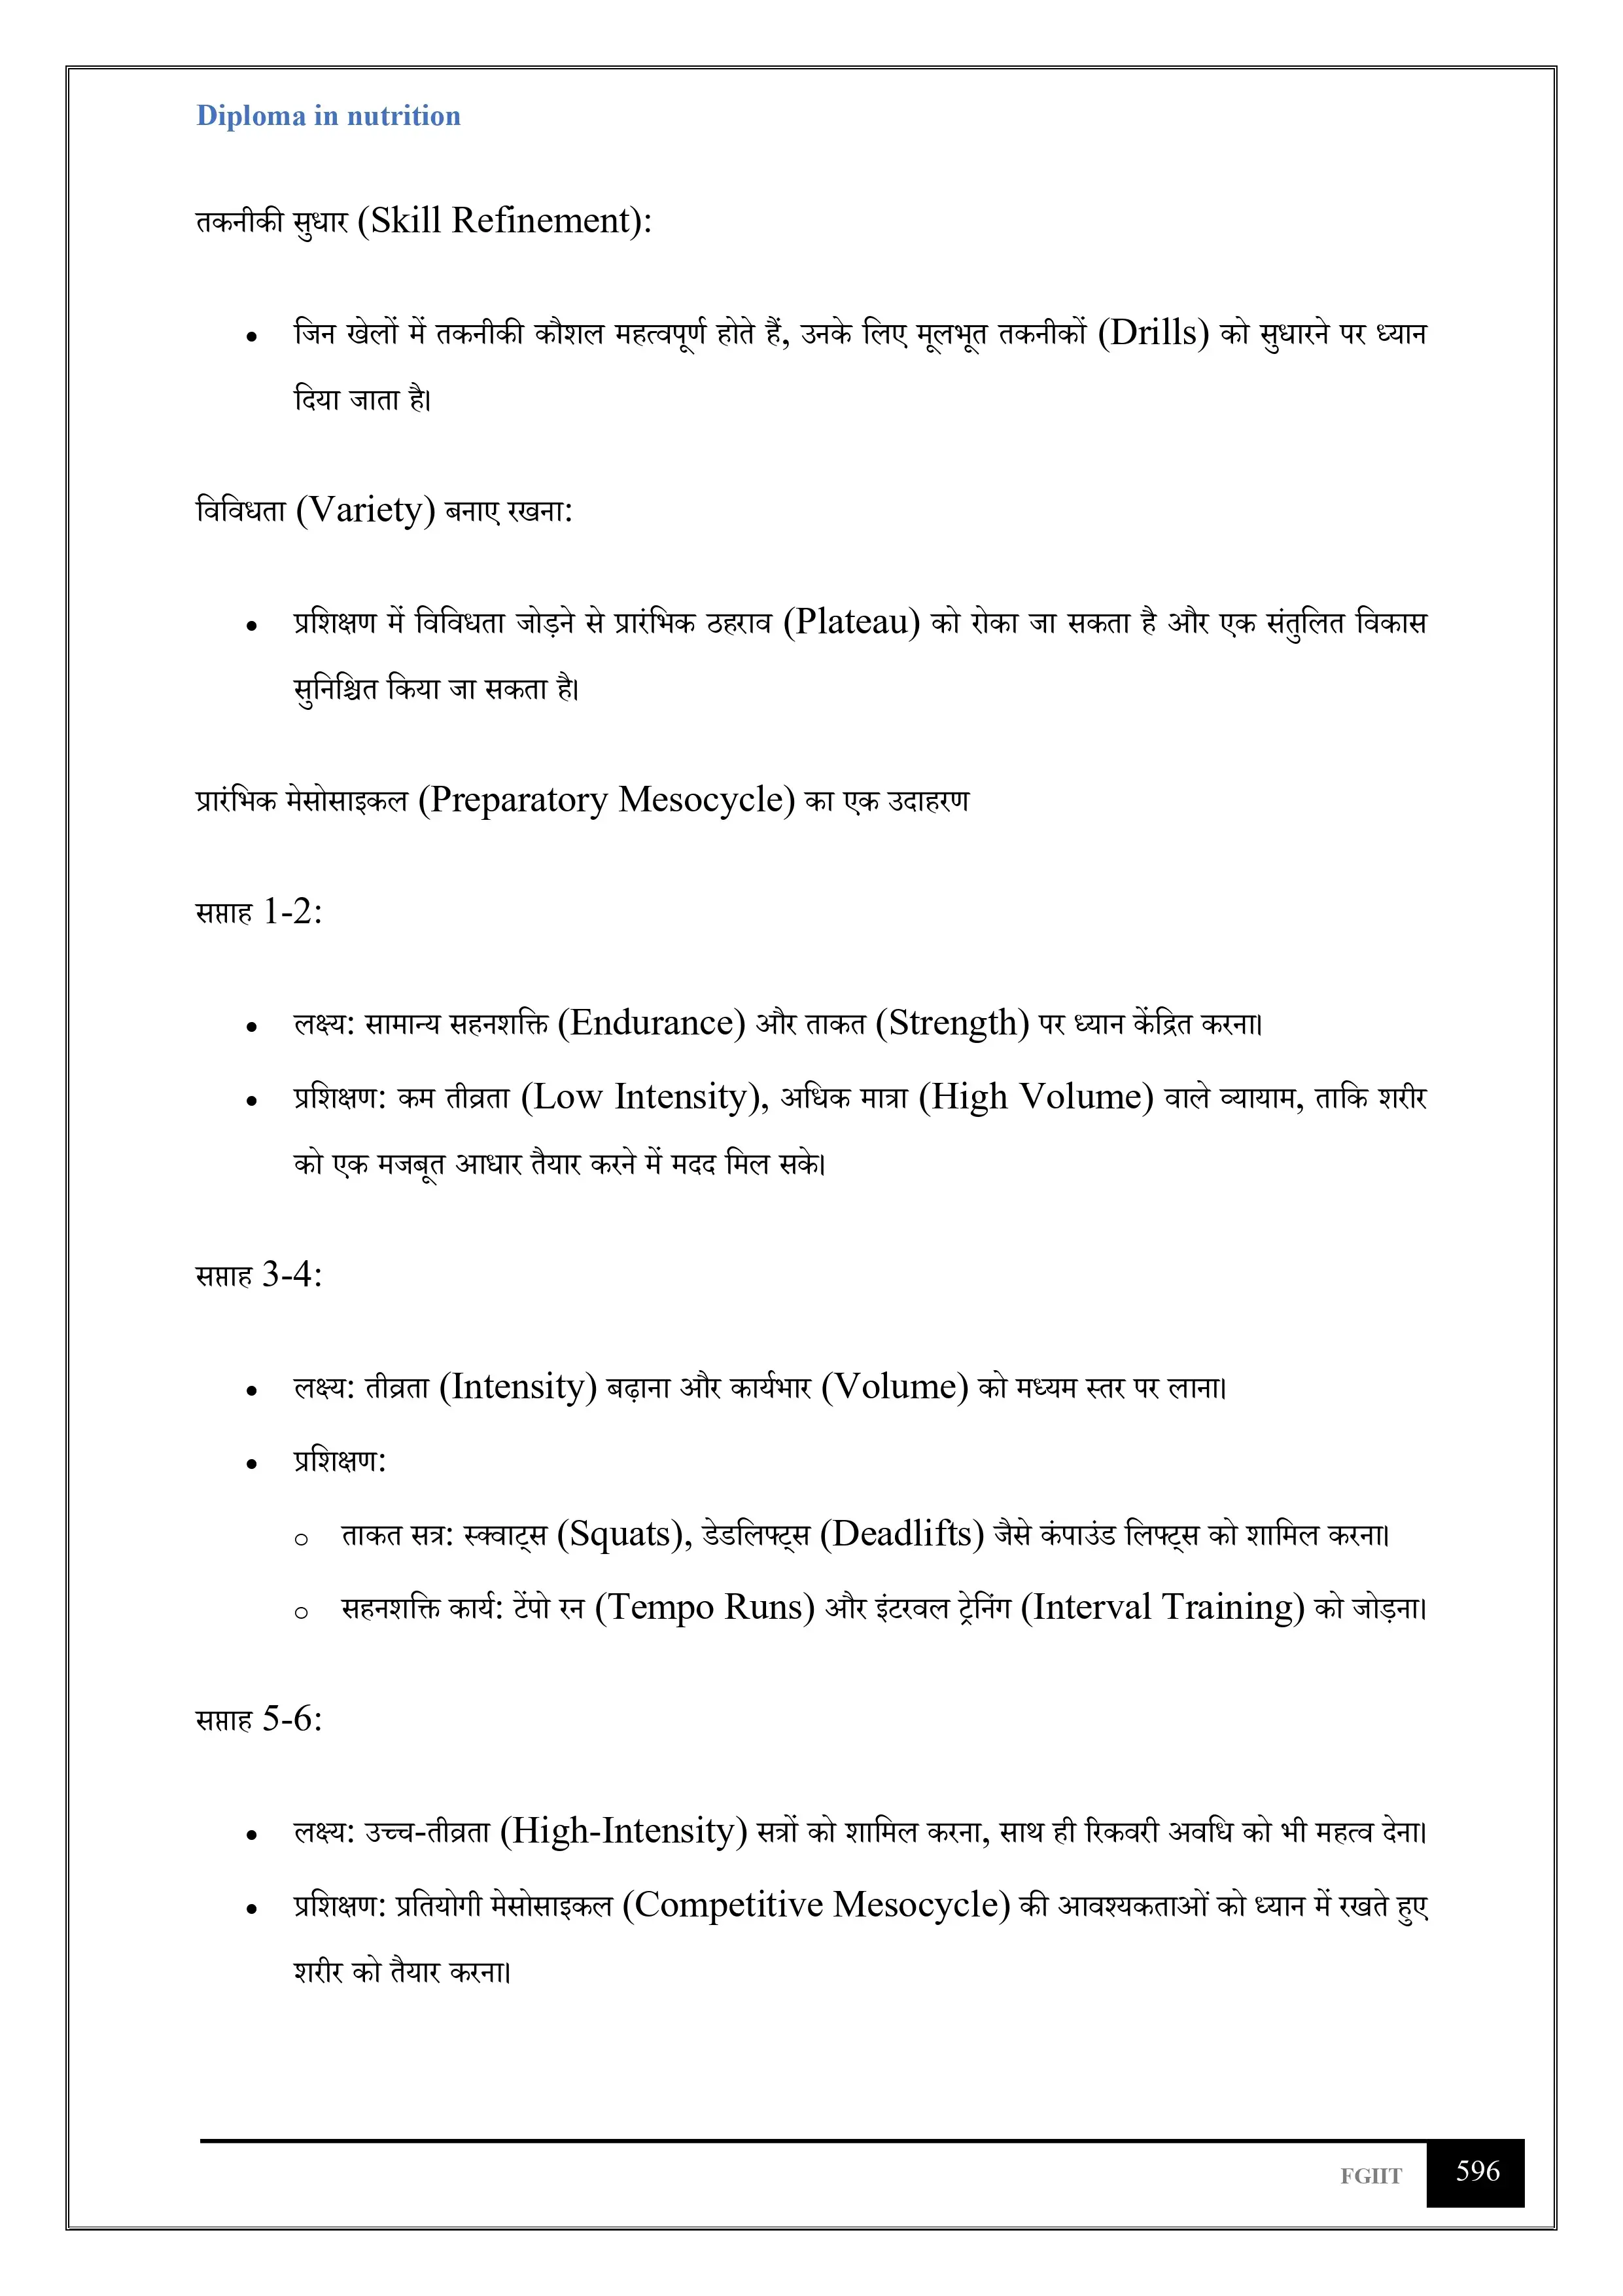 Diploma in nutrition
तकनीकी सुधार (Skill Refinement):
• जिन खेलों में तकनीकी कौशल महत्वपूर्ण होते हैं, उनके लिए मूलभूत तकनीकों (Drills) को सुधारने पर ध्यान
दिया जाता है।
विविधता (Variety) बनाए रखना:
• प्रशिक्षण में विविधता जोड़ने से प्रारंभिक ठहराव (Plateau) को रोका जा सकता है और एक संतुलित विकास
सुनिश्चित किया जा सकता है।
प्रारंभिक मेसोसाइकल (Preparatory Mesocycle) का एक उदाहरण
सप्ताह 1-2:
• लक्ष्य: सामान्य सहनशक्ति (Endurance) और ताकत (Strength) पर ध्यान केंद्रित करना।
• प्रशिक्षण: कम तीव्रता (Low Intensity), अधिक मात्रा (High Volume) वाले व्यायाम, ताकि शरीर
को एक मजबूत आधार तैयार करने में मदद मिल सके।
सप्ताह 3-4:
• लक्ष्य: तीव्रता (Intensity) बढ़ाना और कार्यभार (Volume) को मध्यम स्तर पर लाना।
• प्रशिक्षण:
o ताकत सत्र: स्क्वाट्स (Squats), डेडलिफ्ट्स (Deadlifts) जैसे कंपाउंड लिफ्ट्स को शामिल करना।
o सहनशक्ति कार्य: टेंपो रन (Tempo Runs) और इंटरवल ट्रेनिंग (Interval Training) को जोड़ना।
सप्ताह 5-6:
• लक्ष्य: उच्च-तीव्रता (High-Intensity) सत्रों को शामिल करना, साथ ही रिकवरी अवधि को भी महत्व देना।
• प्रशिक्षण: प्रतियोगी मेसोसाइकल (Competitive Mesocycle) की आवश्यकताओं को ध्यान में रखते हुए
शरीर को तैयार करना।
FGIIT 596